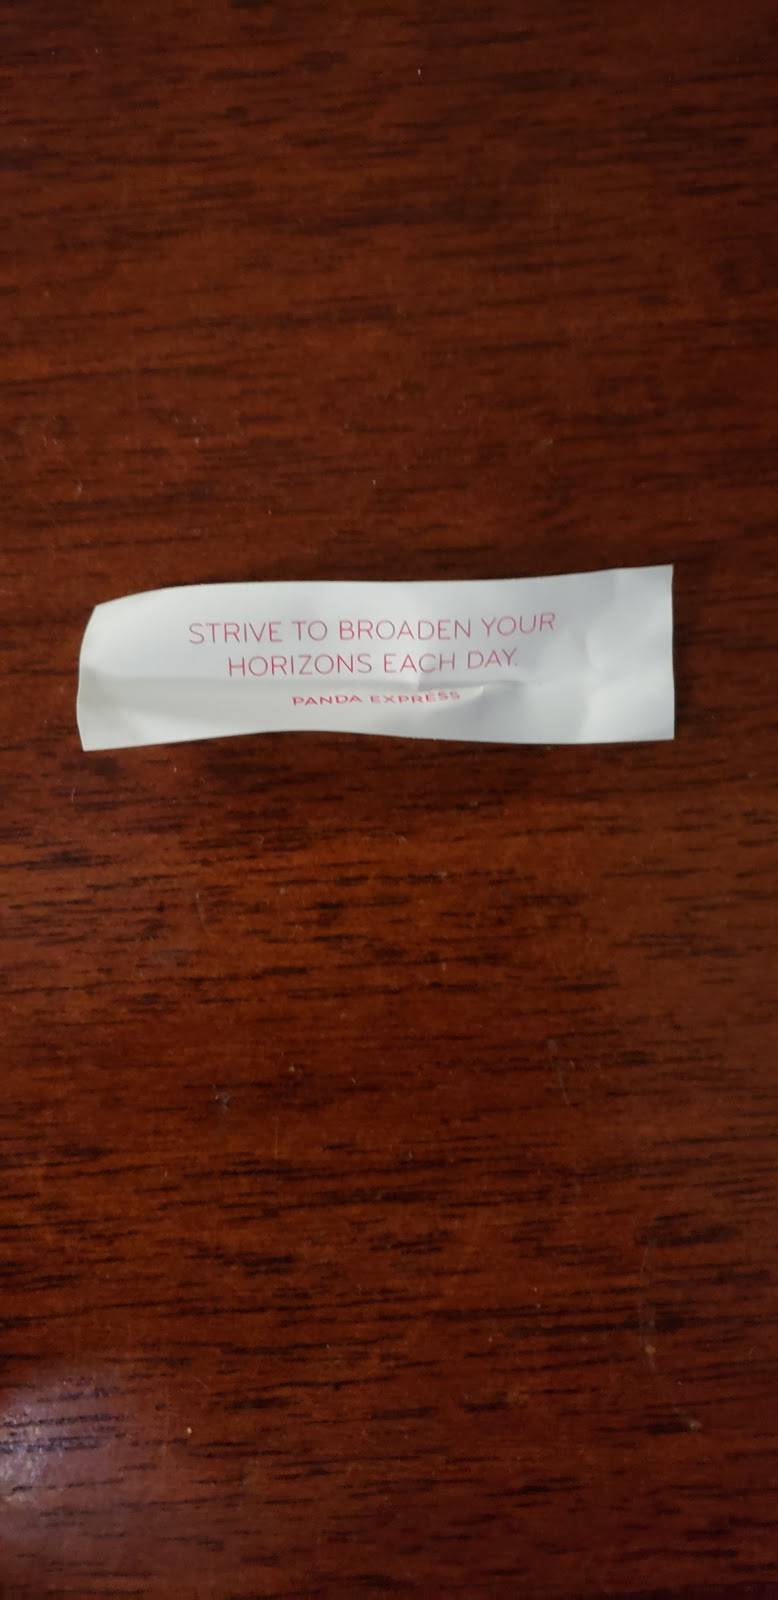 STRIVE TO BROADEN YOUR
HORIZONS EACH DAY.
PANDA EXPRESS